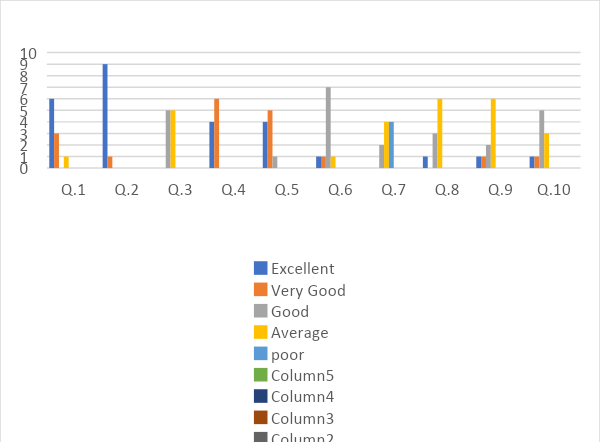 10
9
8
7
6
5
4
3
2
1
0
Q.1 Q.2 Q.3 Q.4 Q.5 Q.6 Q.7 Q.8 Q.9 Q.10
Excellent
Very Good
Good
Average
poor
Column5
Column4
Column3
Column2